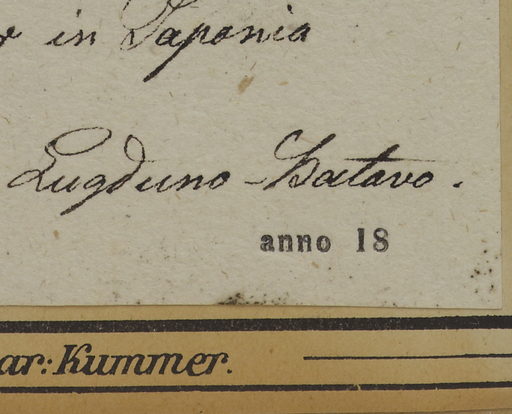 r in Japonia
Lugduno-Batavo.
anno 18
ar: Kummer.